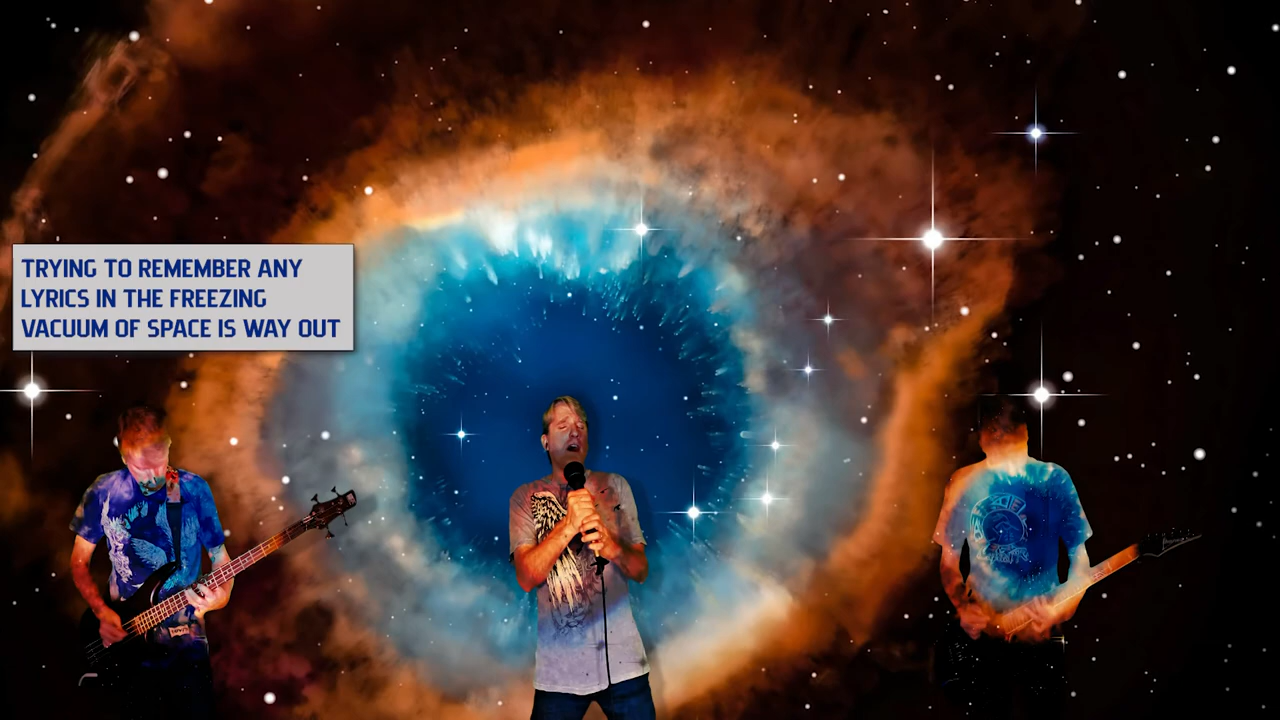 TRYING TO REMEMBER ANY
LYRICS IN THE FREEZING
VACUUM OF SPACE IS WAY OUT